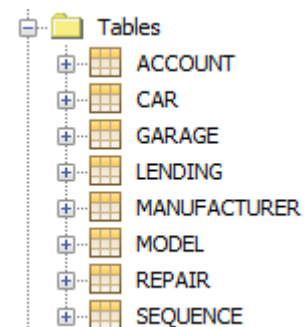 Tables
ACCOUNT
CAR
GARAGE
LENDING
MANUFACTURER
MODEL
REPAIR
SEQUENCE